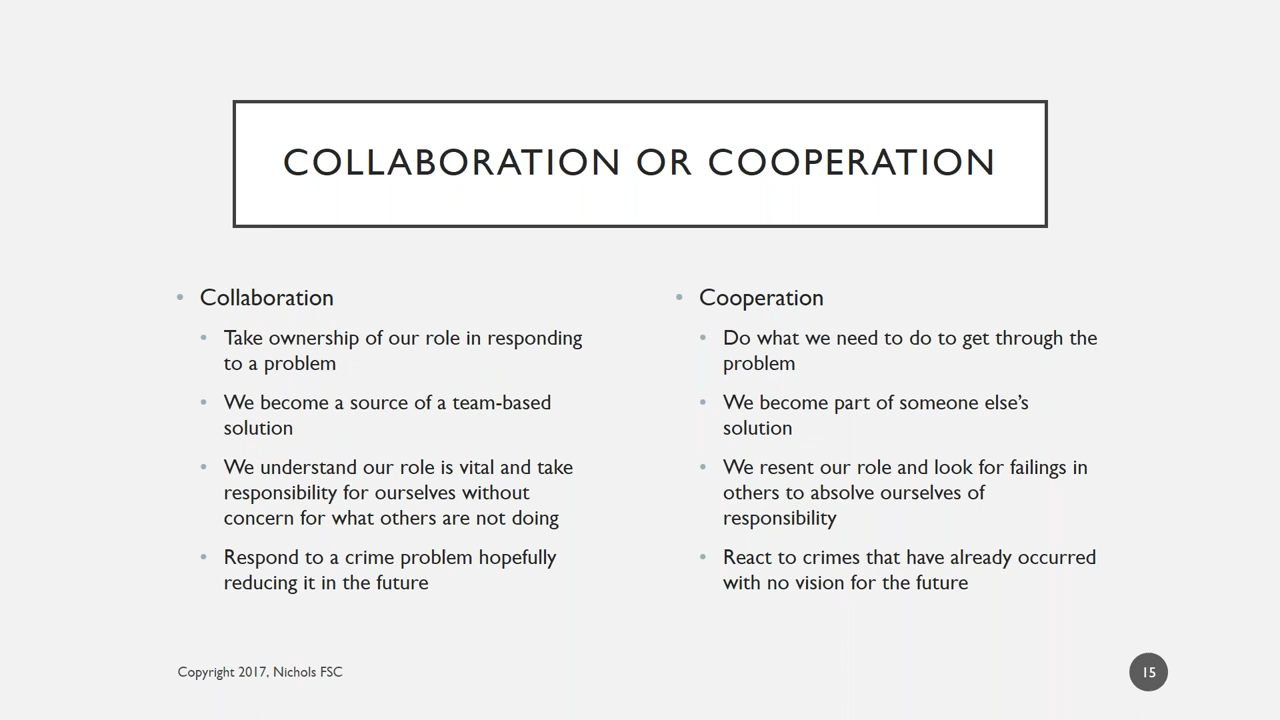 COLLABORATION OR COOPERATION
• Collaboration
• Take ownership of our role in responding
to a problem
• We become a source of a team-based
solution
• We understand our role is vital and take
responsibility for ourselves without
concern for what others are not doing
• Respond to a crime problem hopefully
reducing it in the future
• Cooperation
• Do what we need to do to get through the
problem
• We become part of someone else’s
solution
• We resent our role and look for failings in
others to absolve ourselves of
responsibility
• React to crimes that have already occurred
with no vision for the future
Copyright 2017, Nichols FSC
15